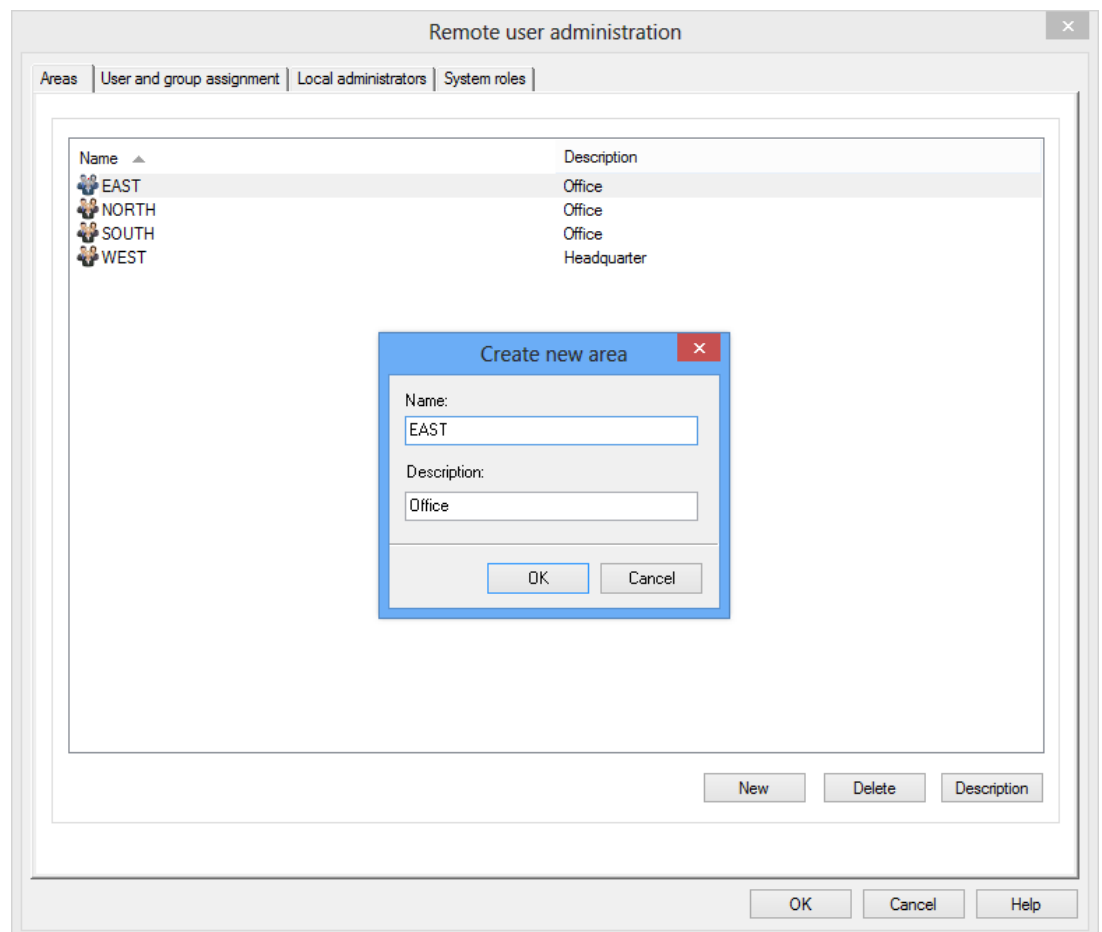 Remote user administration
Areas User and group assignment Local administrators System roles
Name Description
EAST Office
NORTH Office
SOUTH Office
WEST Headquarter
Create new area
Name:
EAST
Description:
Office
OK Cancel
New Delete Description
OK Cancel Help